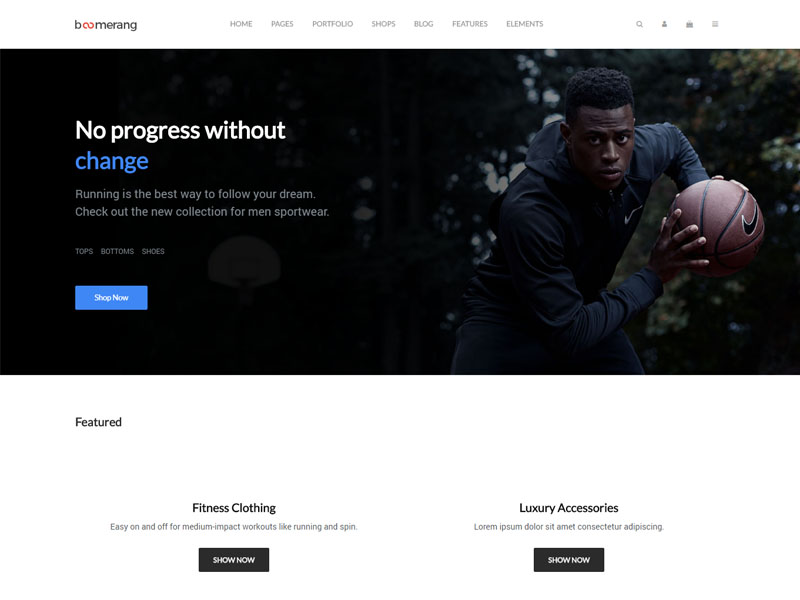 boomerang
HOME PAGES PORTFOLIO SHOPS BLOG FEATURES ELEMENTS
No progress without
change
Running is the best way to follow your dream.
Check out the new collection for men sportwear.
TOPS BOTTOMS SHOES
Shop Now
Featured
Fitness Clothing
Easy on and off for medium-impact workouts like running and spin.
SHOW NOW
Luxury Accessories
Lorem ipsum dolor sit amet consectetur adipiscing.
SHOW NOW